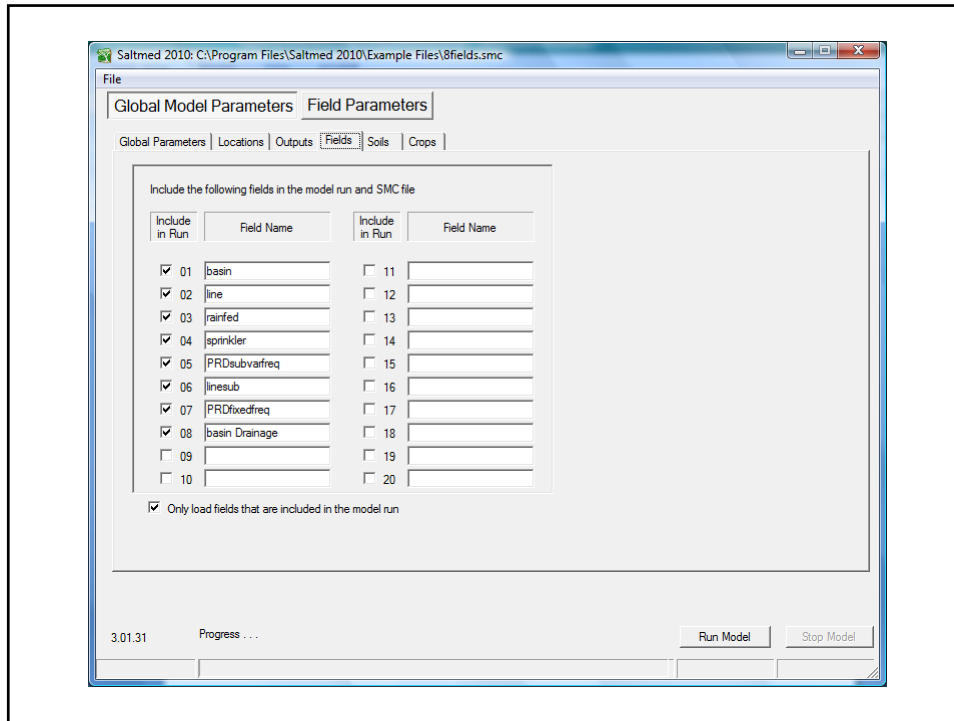 Saltmed 2010: C:\Program Files\Saltmed 2010\Example Files\8fields.smc
File
Global Model Parameters Field Parameters
Global Parameters Locations Outputs Fields Soils Crops
Include the following fields in the model run and SMC file
Include in Run Field Name Include in Run Field Name
01 basin 11
02 line 12
03 rainfed 13
04 sprinkler 14
05 PRDsubvarfreq 15
06 linesub 16
07 PRDfixedfreq 17
08 basin Drainage 18
09 19
10 20
Only load fields that are included in the model run
3.01.31 Progress . . . Run Model Stop Model